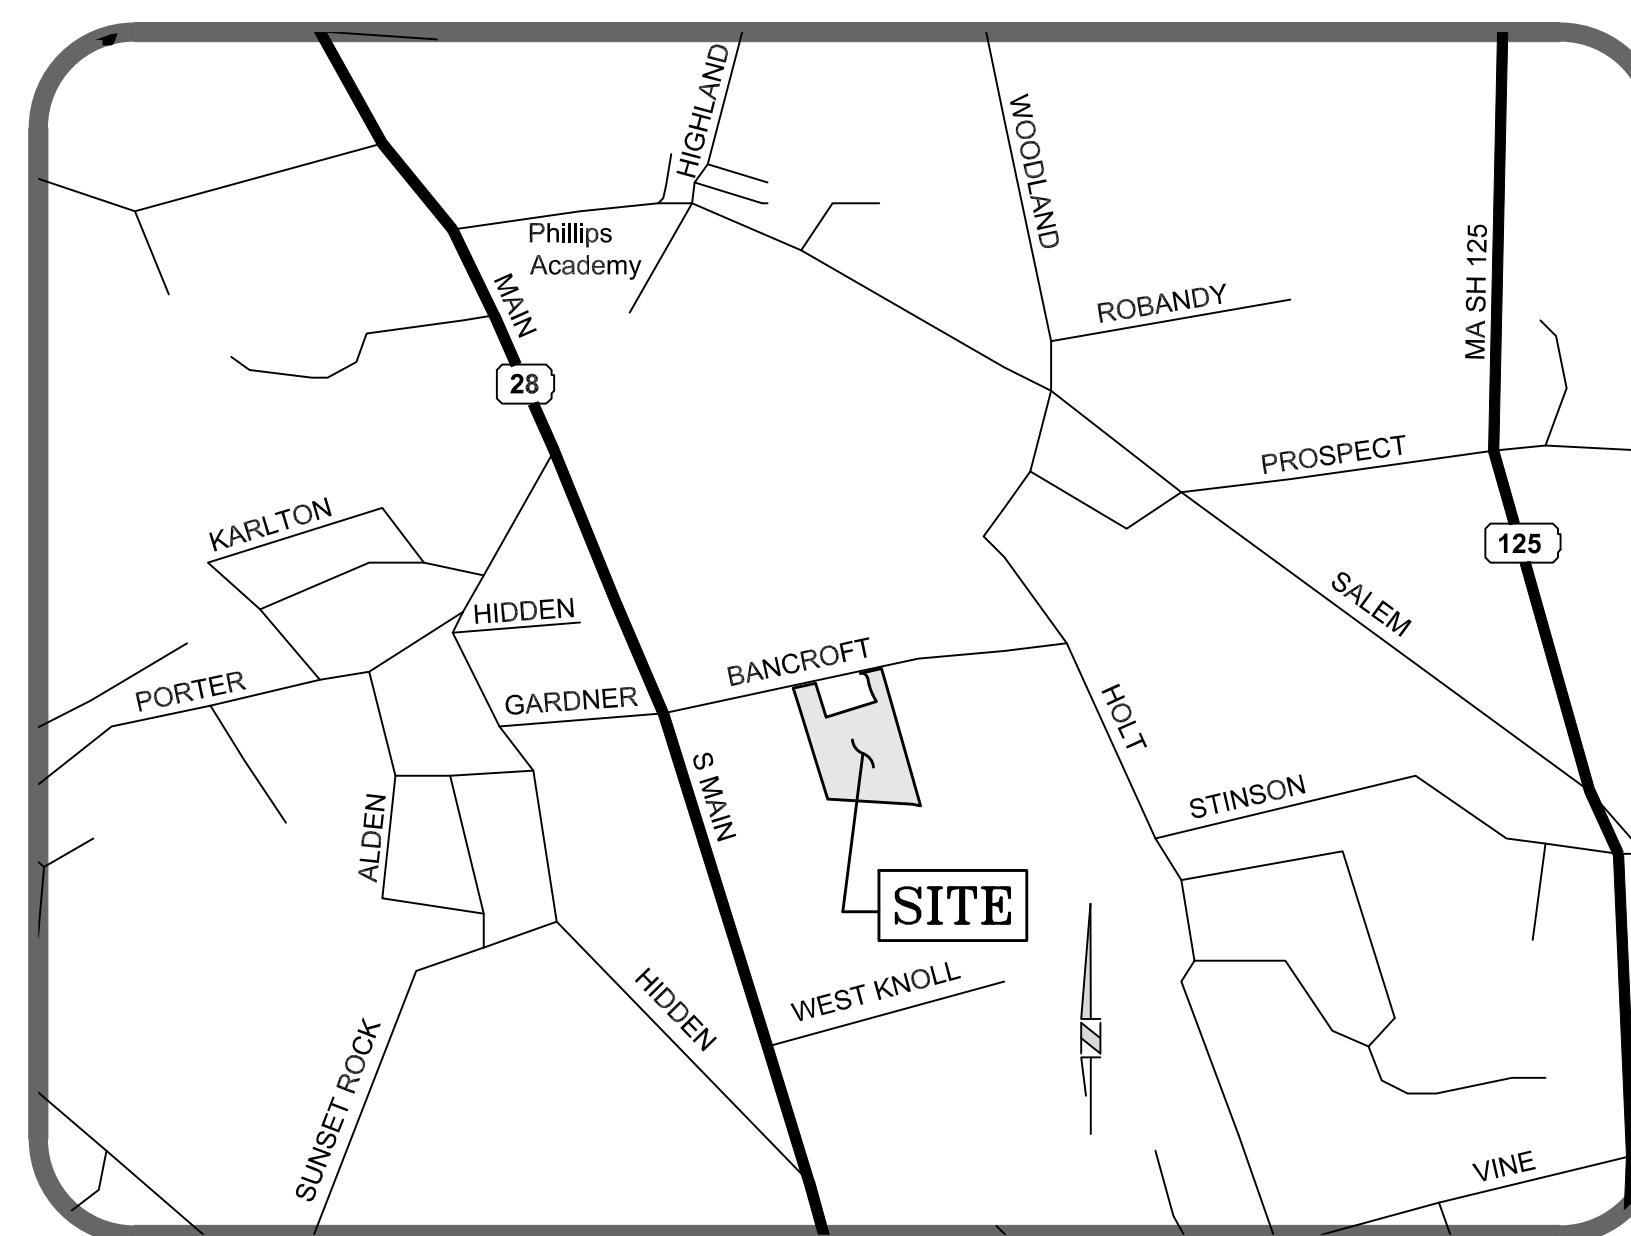 HIGHLAND
WOODLAND
Phillips
Academy
MA SH 125
MAIN
ROBANDY
28
PROSPECT
KARLTON
125
HIDDEN
SALEM
BANCROFT
PORTER
GARDNER
HOLT
S MAIN
STINSON
ALDEN
SITE
WEST KNOLL
HIDDEN
N
SUNSET ROCK
VINE